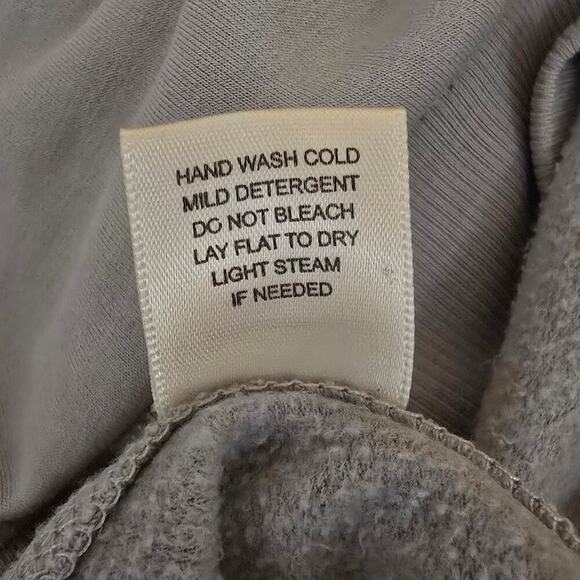 HAND WASH COLD
MILD DETERGENT
DO NOT BLEACH
LAY FLAT TO DRY
LIGHT STEAM
IF NEEDED